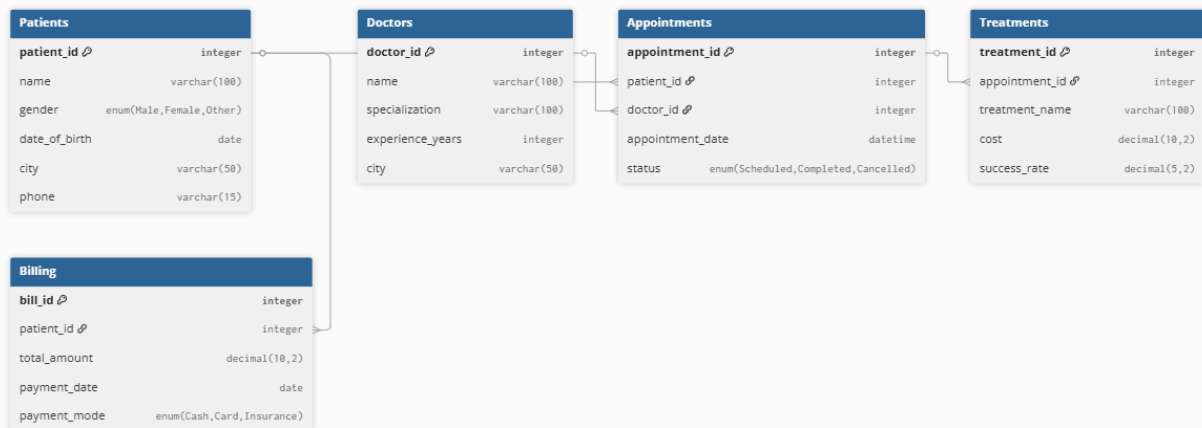 Patients
patient_id integer
name varchar(100)
gender enum(Male,Female,Other)
date_of_birth date
city varchar(50)
phone varchar(15)
Doctors
doctor_id integer
name varchar(100)
specialization varchar(100)
experience_years integer
city varchar(50)
Appointments
appointment_id integer
patient_id integer
doctor_id integer
appointment_date datetime
status enum(Scheduled,Completed,Cancelled)
Treatments
treatment_id integer
appointment_id integer
treatment_name varchar(100)
cost decimal(10,2)
success_rate decimal(5,2)
Billing
bill_id integer
patient_id integer
total_amount decimal(10,2)
payment_date date
payment_mode enum(Cash,Card,Insurance)